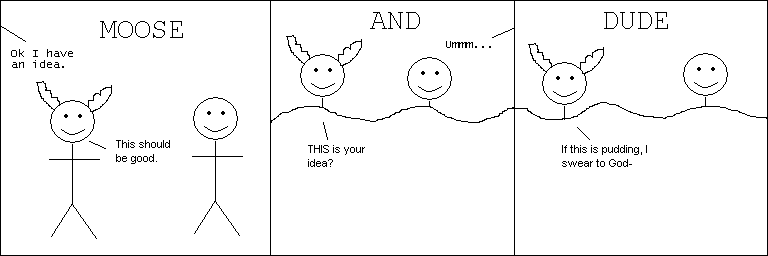 MOOSE
Ok I have
an idea.
This should
be good.
AND
Ummm...
THIS is your
idea?
DUDE
If this is pudding, I
swear to God-